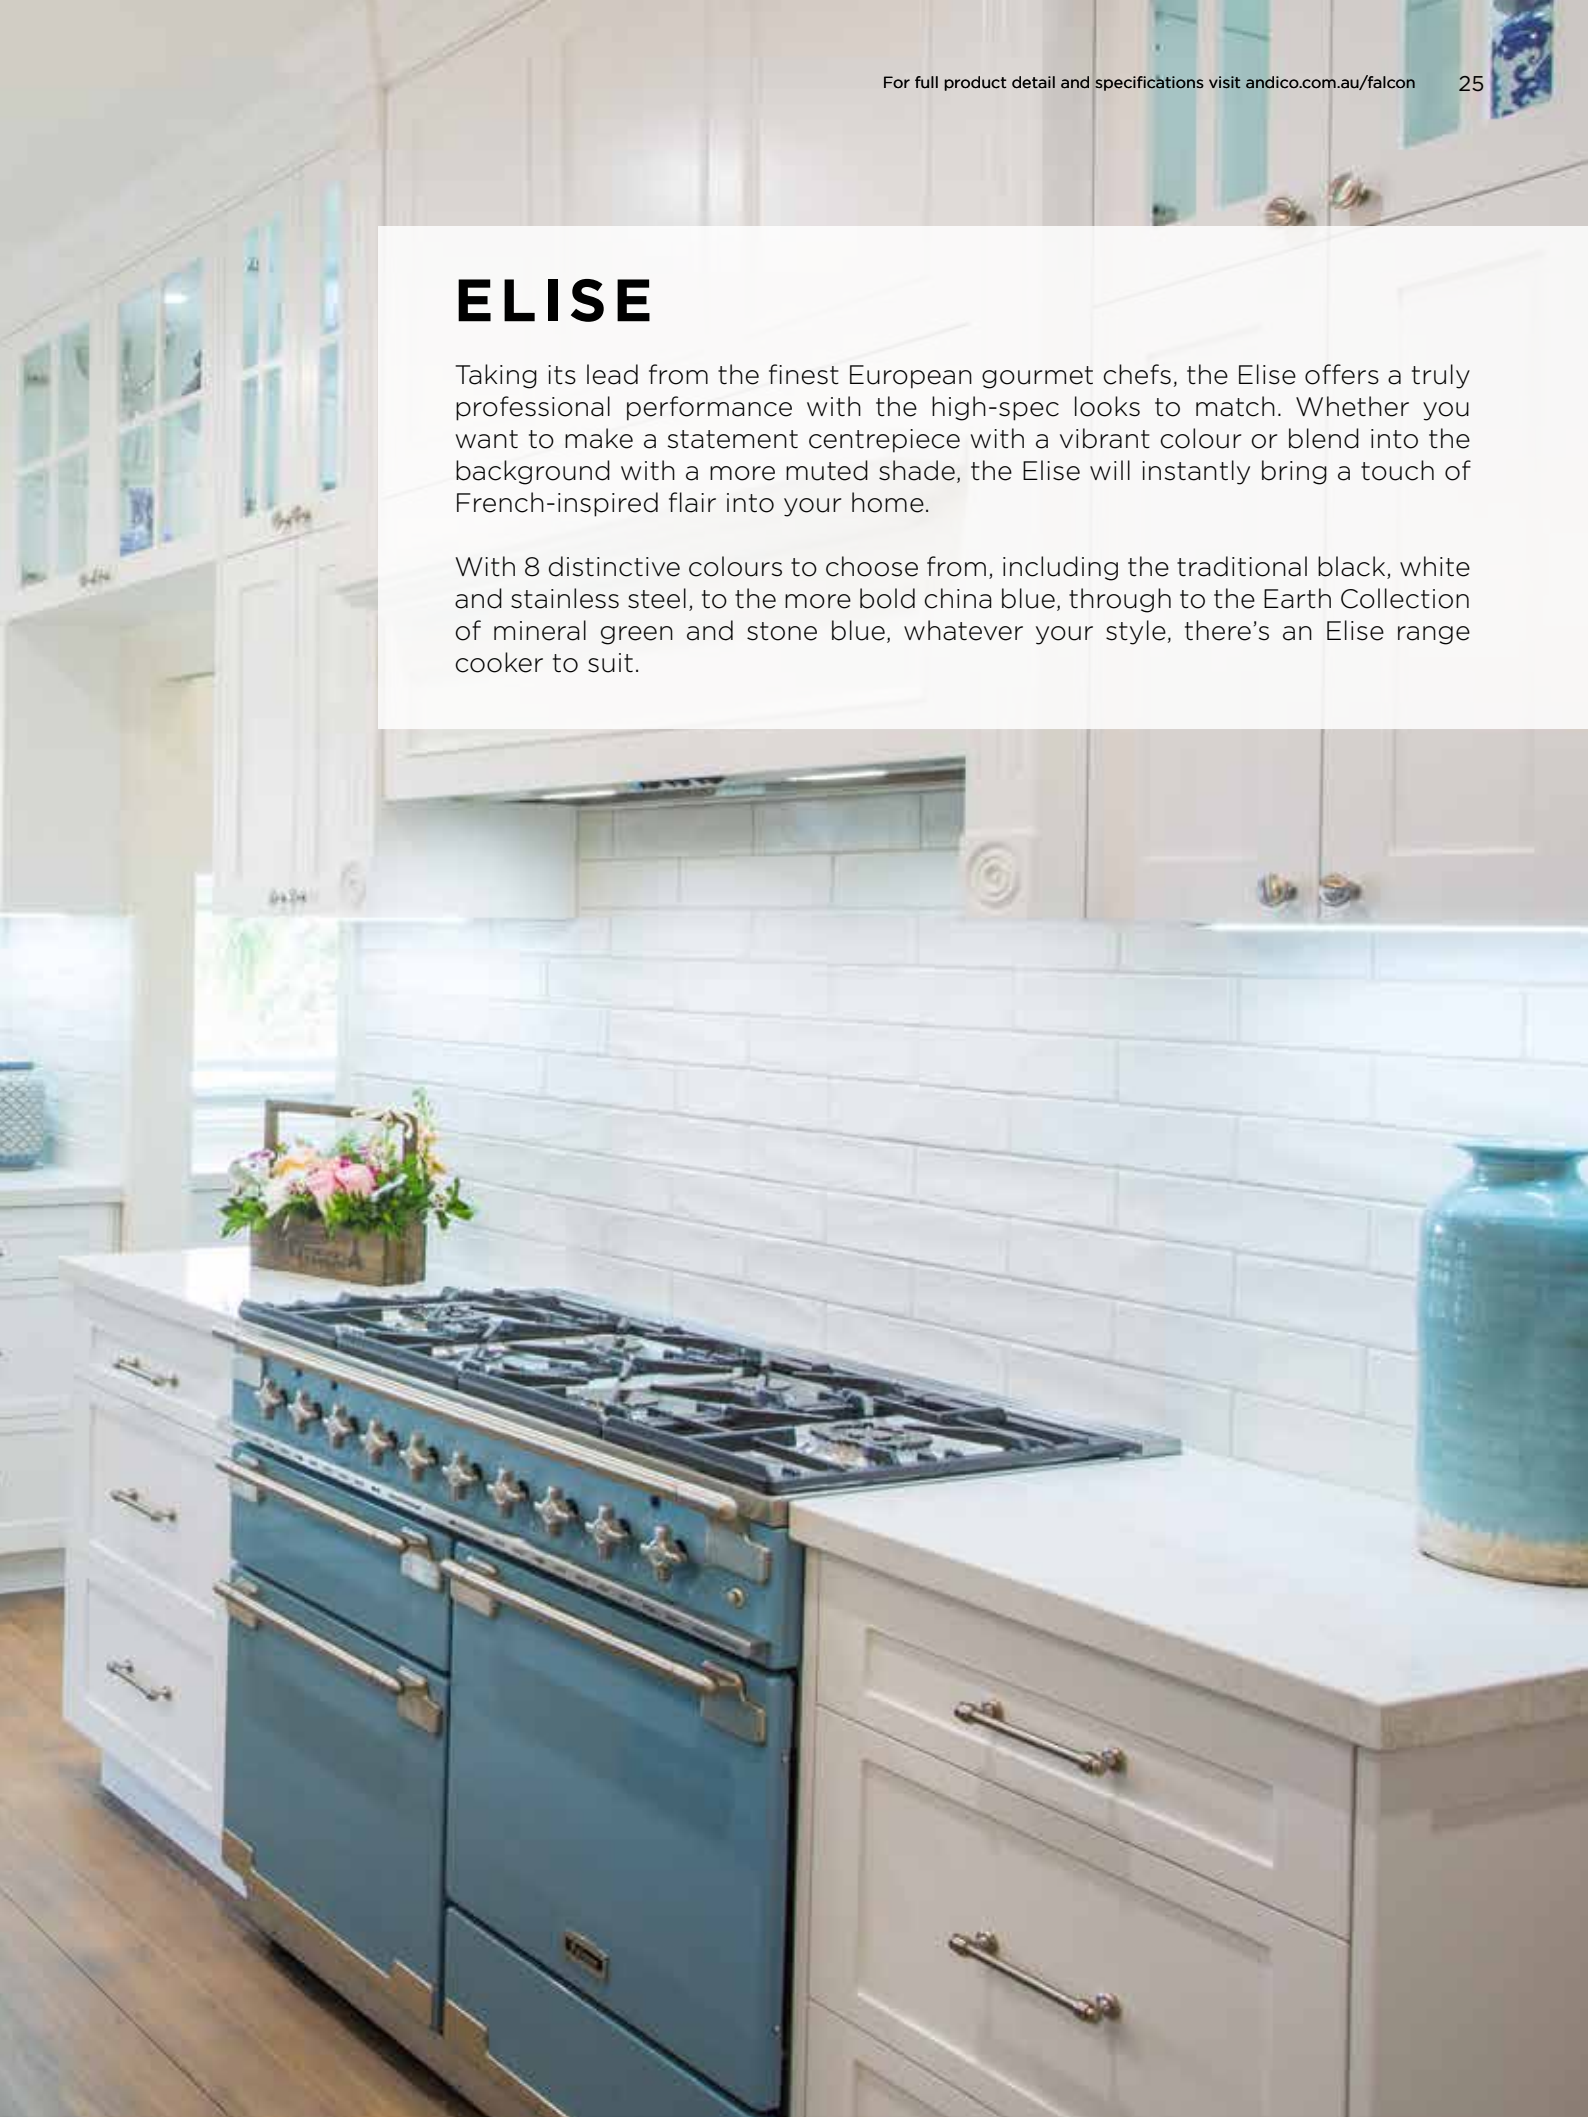 For full product detail and specifications visit andico.com.au/falcon 25
ELISE
Taking its lead from the finest European gourmet chefs, the Elise offers a truly
professional performance with the high-spec looks to match. Whether you
want to make a statement centrepiece with a vibrant colour or blend into the
background with a more muted shade, the Elise will instantly bring a touch of
French-inspired flair into your home.
With 8 distinctive colours to choose from, including the traditional black, white
and stainless steel, to the more bold china blue, through to the Earth Collection
of mineral green and stone blue, whatever your style, there’s an Elise range
cooker to suit.